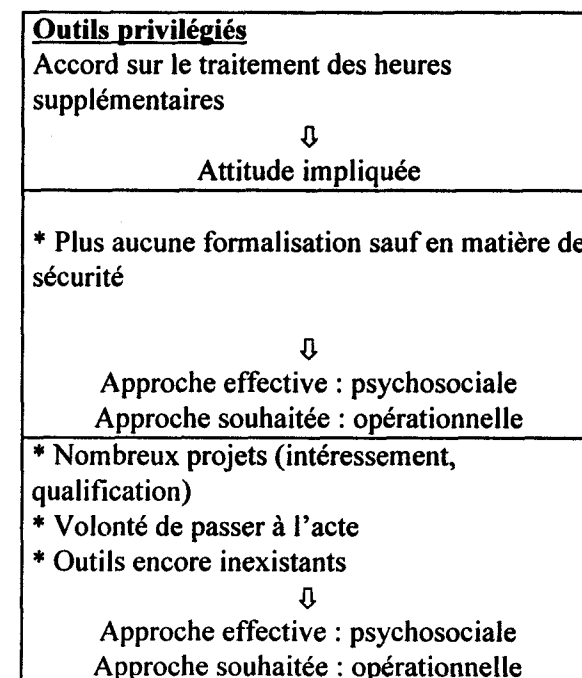 Outils privilégiés
Accord sur le traitement des heures
supplémentaires
⇩
Attitude impliquée
* Plus aucune formalisation sauf en matière de
sécurité
⇩
Approche effective : psychosociale
Approche souhaitée : opérationnelle
* Nombreux projets (intéressement,
qualification)
* Volonté de passer à l'acte
* Outils encore inexistants
⇩
Approche effective : psychosociale
Approche souhaitée : opérationnelle